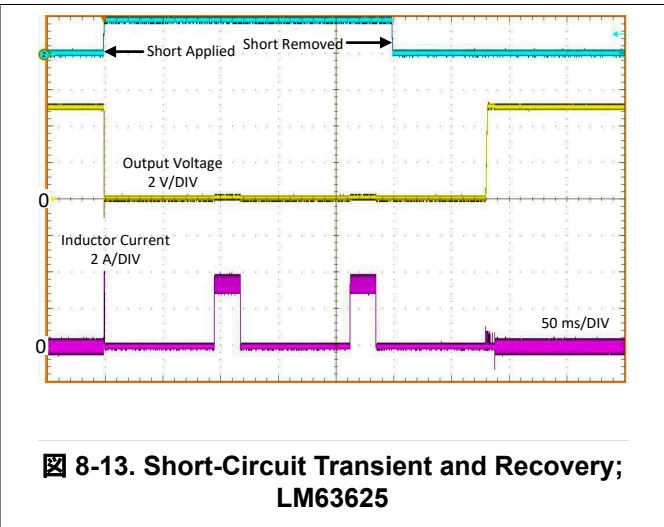 Short Applied
Short Removed
2
Output Voltage
2 V/DIV
0
Inductor Current
2 A/DIV
50 ms/DIV
0
図 8-13. Short-Circuit Transient and Recovery;
LM63625